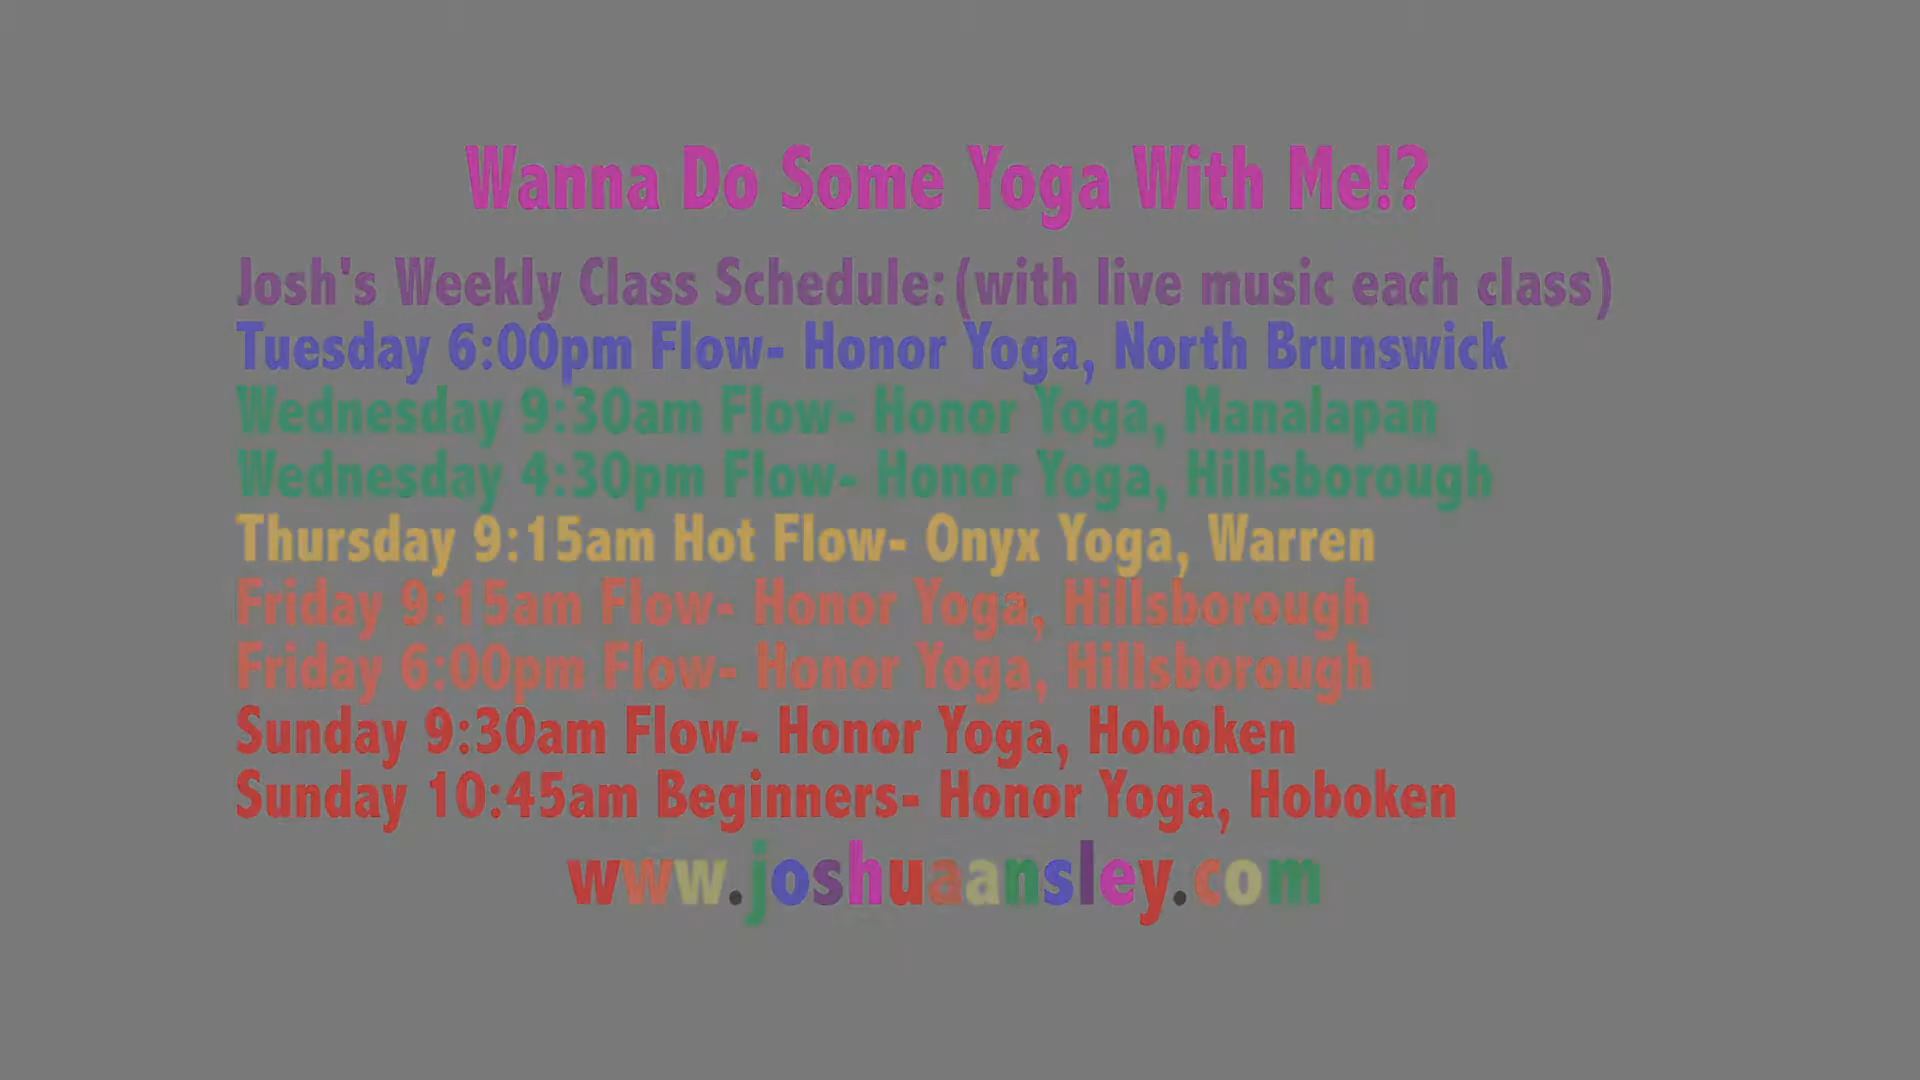 Wanna Do Some Yoga With Me!?
Josh's Weekly Class Schedule: (with live music each class)
Tuesday 6:00pm Flow- Honor Yoga, North Brunswick
Wednesday 9:30am Flow- Honor Yoga, Manalapan
Wednesday 4:30pm Flow- Honor Yoga, Hillsborough
Thursday 9:15am Hot Flow- Onyx Yoga, Warren
Friday 9:15am Flow- Honor Yoga, Hillsborough
Friday 6:00pm Flow- Honor Yoga, Hillsborough
Sunday 9:30am Flow- Honor Yoga, Hoboken
Sunday 10:45am Beginners- Honor Yoga, Hoboken
www.joshuaansley.com